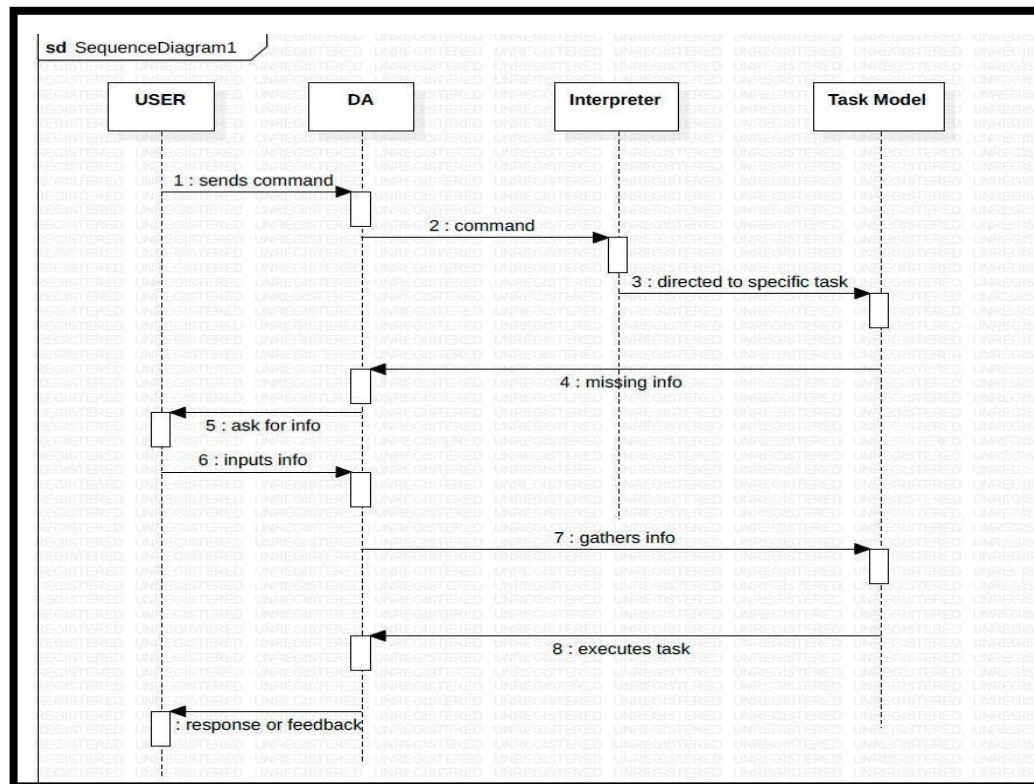 sd SequenceDiagram1
USER
DA
Interpreter
Task Model
1 : sends command
2 : command
3 : directed to specific task
4 : missing info
5 : ask for info
6 : inputs info
7 : gathers info
8 : executes task
: response or feedback
UNREGISTERED